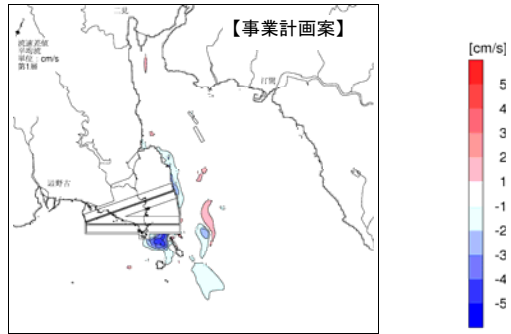 二見
【事業計画案】
流速差値
平均流
単位：cm/s
第1層
汀間
辺野古
[cm/s]
5
4
3
2
1
-1
-2
-3
-4
-5